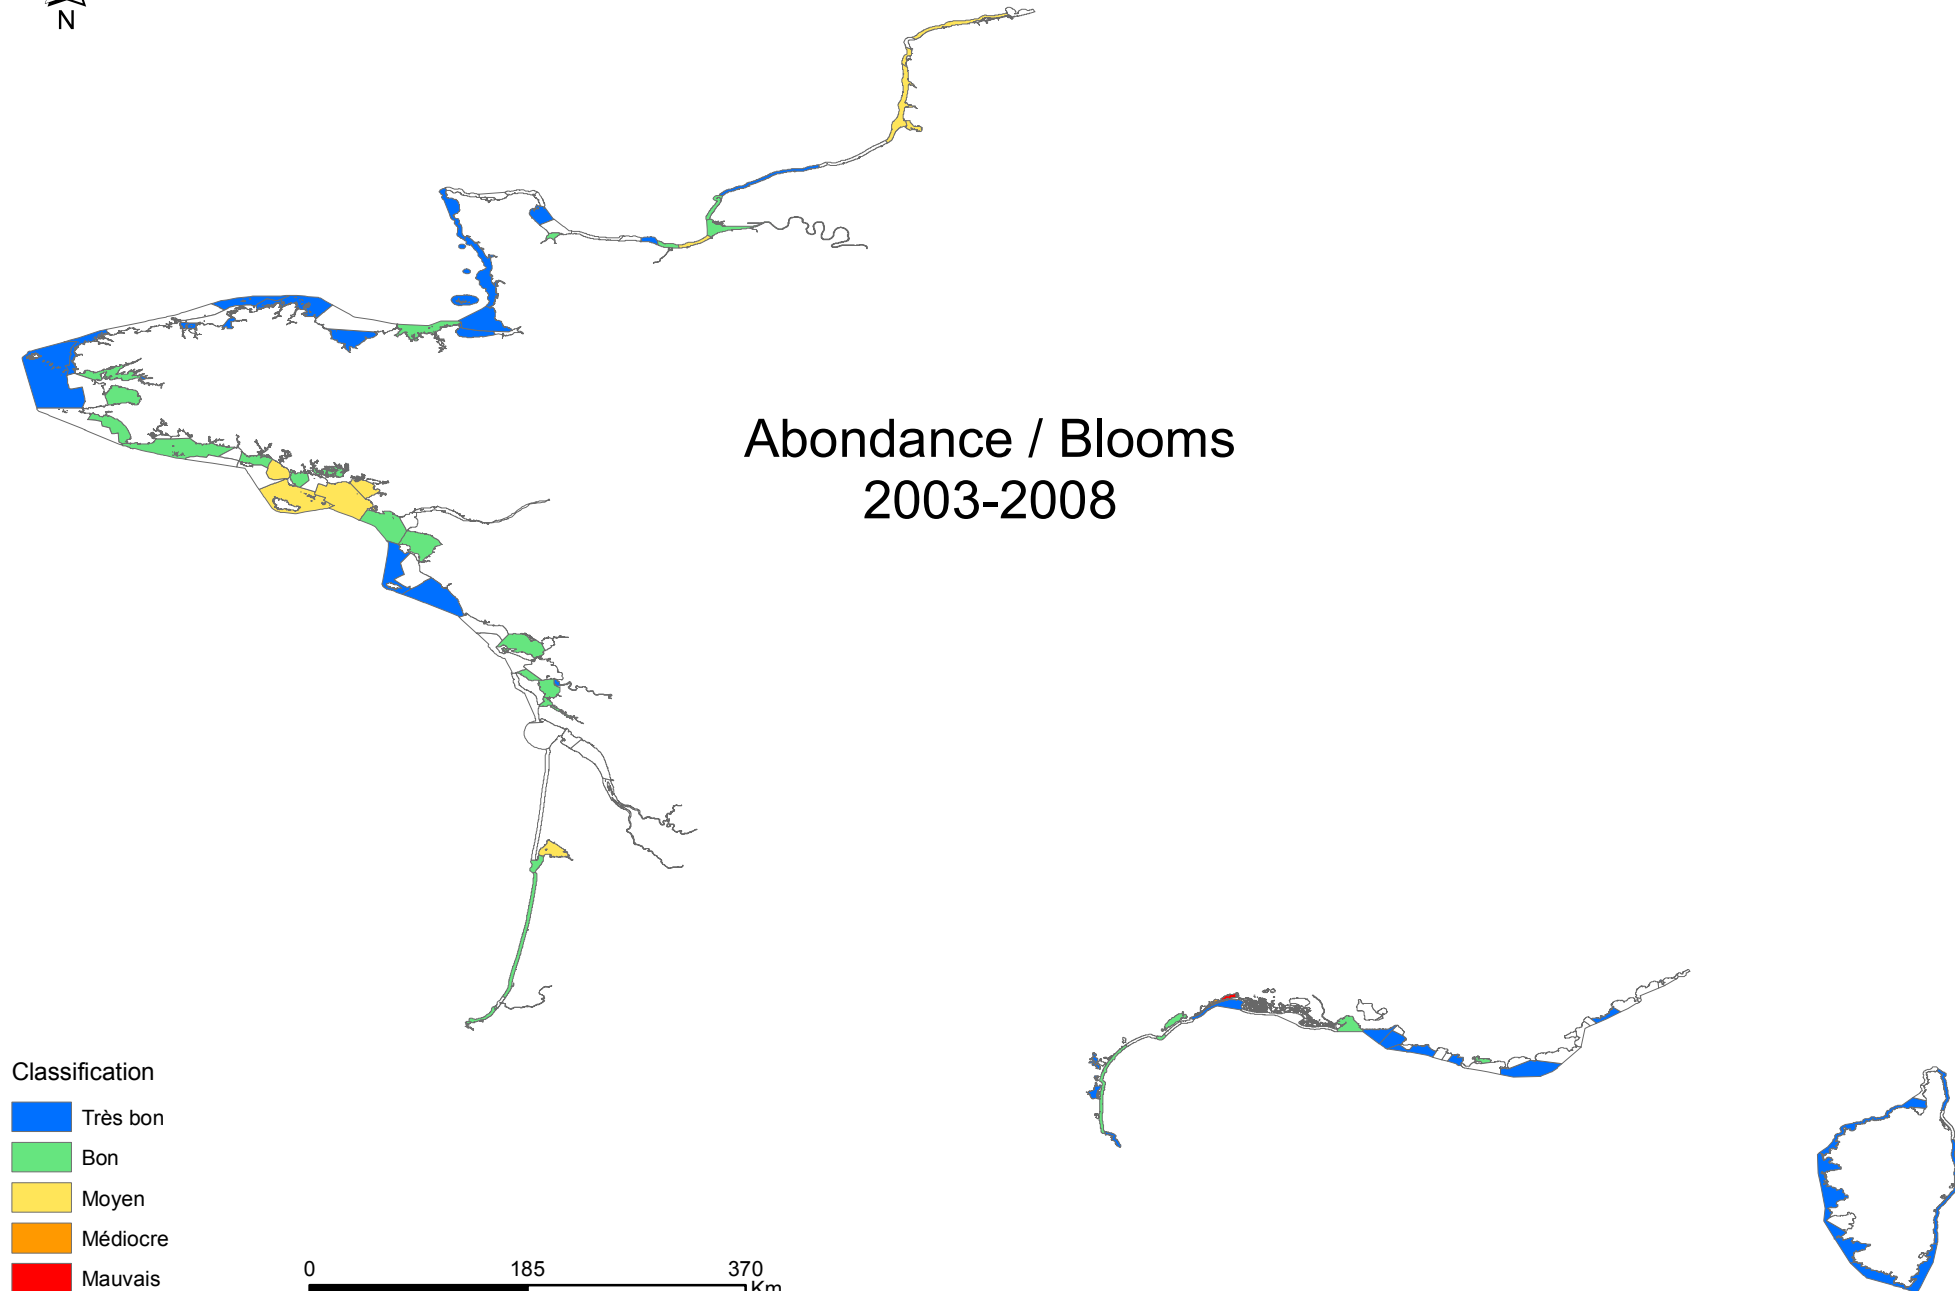 N
Abondance / Blooms
2003-2008
Classification
Très bon
Bon
Moyen
Médiocre
Mauvais
0 185 370
Km